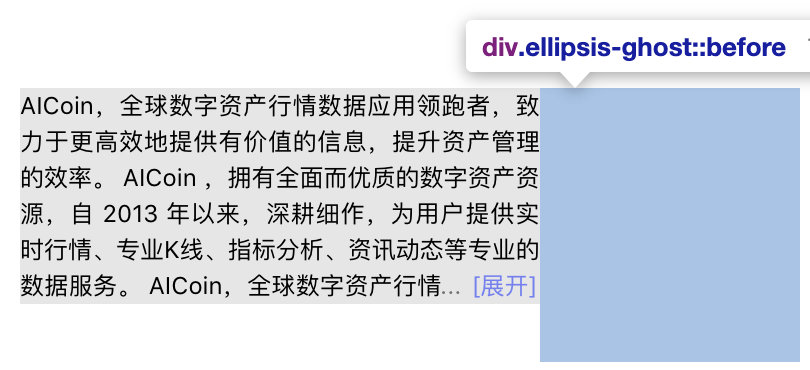 div.ellipsis-ghost::before
AICoin，全球数字资产行情数据应用领跑者，致
力于更高效地提供有价值的信息，提升资产管理
的效率。 AICoin ，拥有全面而优质的数字资产资
源，自 2013 年以来，深耕细作，为用户提供实
时行情、专业K线、指标分析、资讯动态等专业的
数据服务。 AICoin，全球数字资产行情... [展开]